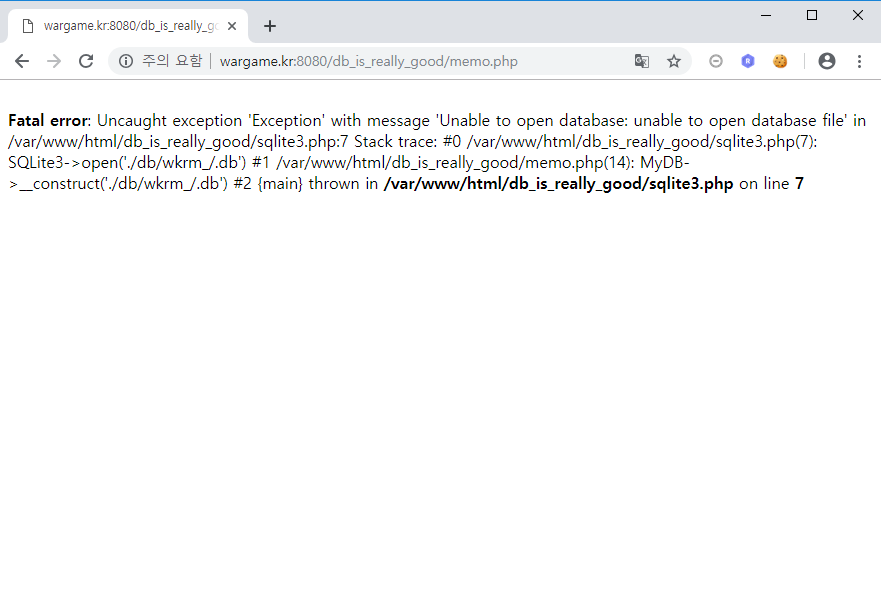 wargame.kr:8080/db_is_really_go
주의 요함 | wargame.kr:8080/db_is_really_good/memo.php
Fatal error: Uncaught exception 'Exception' with message 'Unable to open database: unable to open database file' in
/var/www/html/db_is_really_good/sqlite3.php:7 Stack trace: #0 /var/www/html/db_is_really_good/sqlite3.php(7):
SQLite3->open('./db/wkrm_/.db') #1 /var/www/html/db_is_really_good/memo.php(14): MyDB-
>__construct('./db/wkrm_/.db') #2 {main} thrown in /var/www/html/db_is_really_good/sqlite3.php on line 7